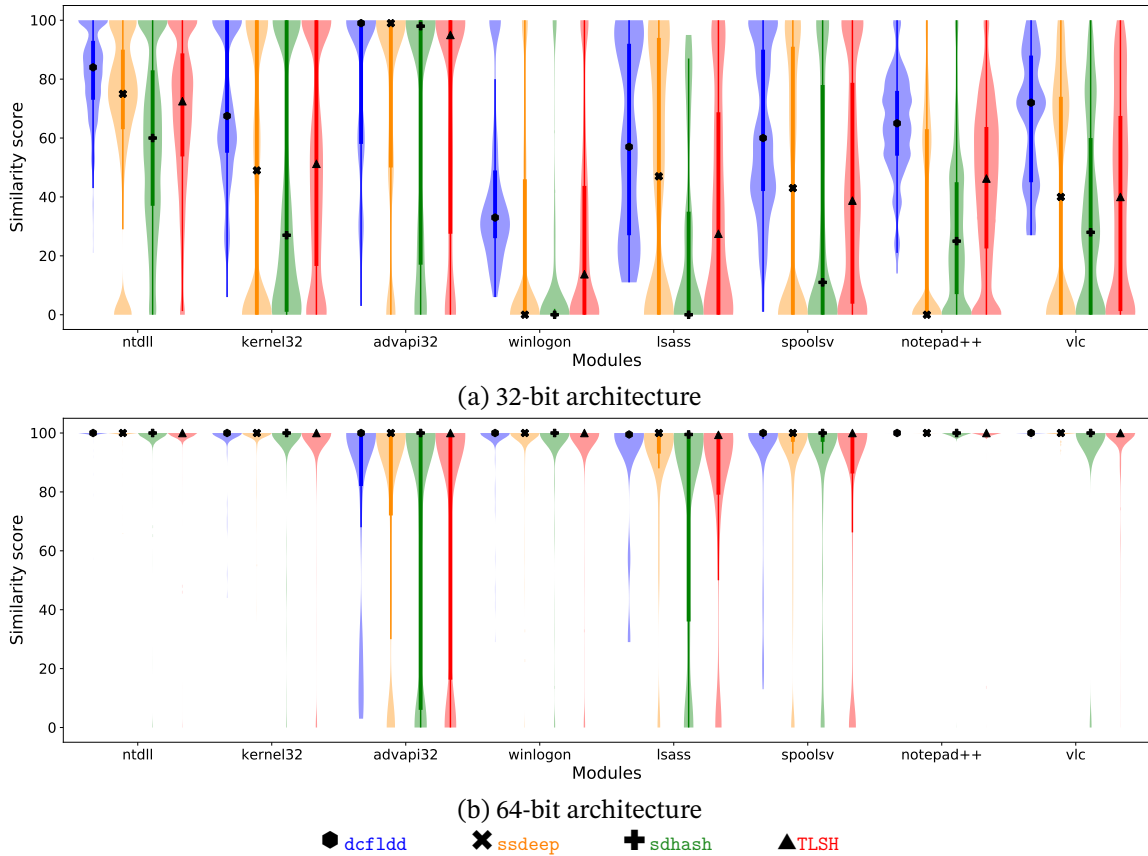 100
80
60
40
20
0
Similarity score
ntdll kernel32 advapi32 winlogon lsass spoolsv notepad++ vlc
Modules
(a) 32-bit architecture
100
80
60
40
20
0
Similarity score
ntdll kernel32 advapi32 winlogon lsass spoolsv notepad++ vlc
Modules
(b) 64-bit architecture
dcfldd ssdeep sdhash TLSH